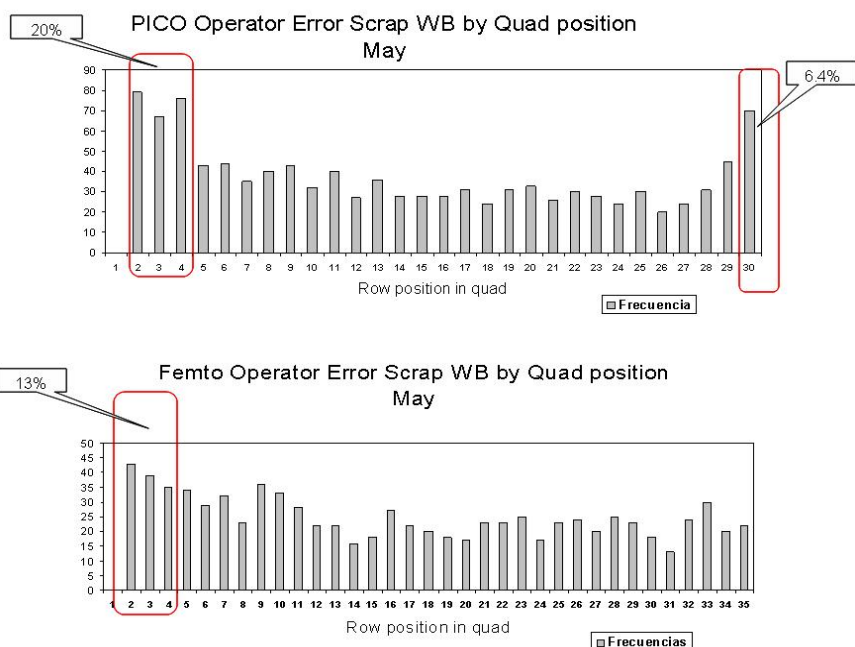 20%
PICO Operator Error Scrap WB by Quad position
May
6.4%
90
80
70
60
50
40
30
20
10
0
1 2 3 4 5 6 7 8 9 10 11 12 13 14 15 16 17 18 19 20 21 22 23 24 25 26 27 28 29 30
Row position in quad
Frecuencia
13%
Femto Operator Error Scrap WB by Quad position
May
50
45
40
35
30
25
20
15
10
5
0
1 2 3 4 5 6 7 8 9 10 11 12 13 14 15 16 17 18 19 20 21 22 23 24 25 26 27 28 29 30 31 32 33 34 35
Row position in quad
Frecuencias